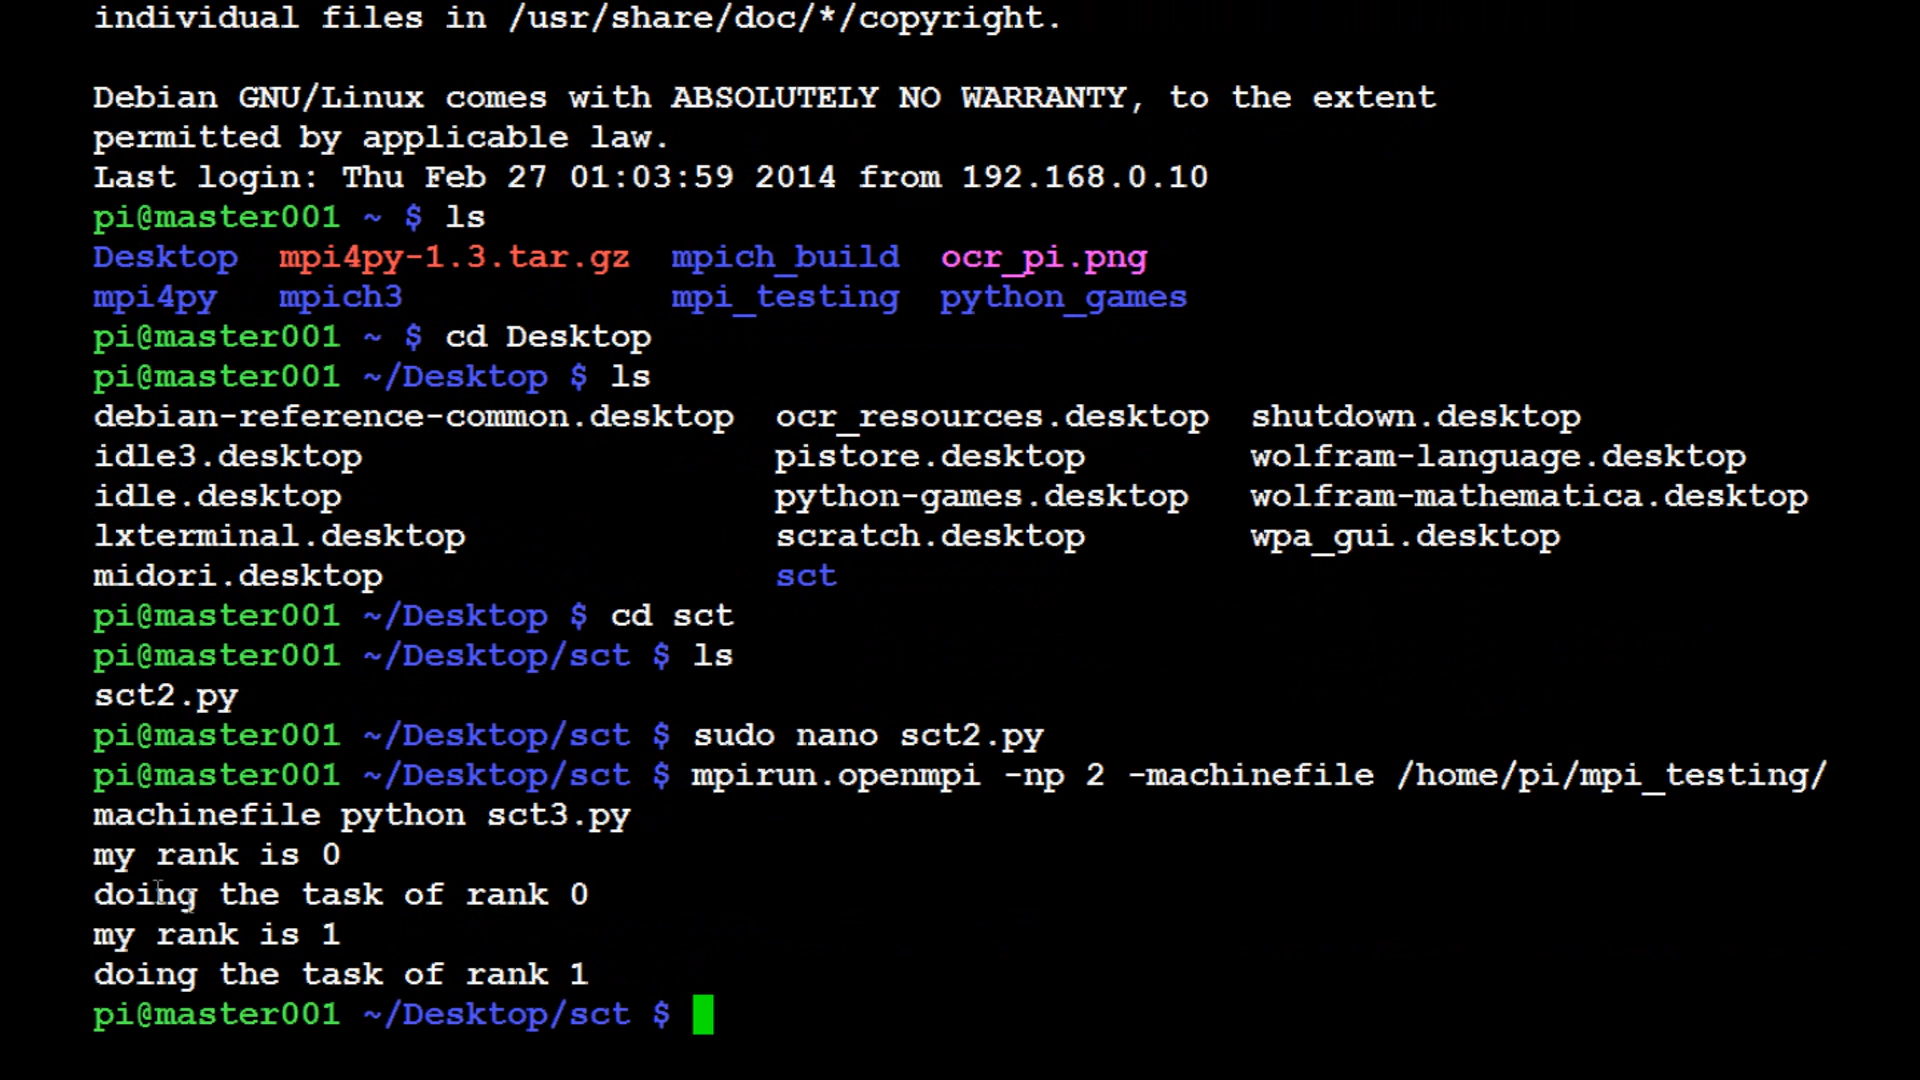 individual files in /usr/share/doc/*/copyright.
Debian GNU/Linux comes with ABSOLUTELY NO WARRANTY, to the extent
permitted by applicable law.
Last login: Thu Feb 27 01:03:59 2014 from 192.168.0.10
pi@master001 ~ $ ls
Desktop  mpi4py-1.3.tar.gz  mpich_build  ocr_pi.png
mpi4py   mpich3             mpi_testing  python_games
pi@master001 ~ $ cd Desktop
pi@master001 ~/Desktop $ ls
debian-reference-common.desktop  ocr_resources.desktop  shutdown.desktop
idle3.desktop                    pistore.desktop        wolfram-language.desktop
idle.desktop                     python-games.desktop   wolfram-mathematica.desktop
lxterminal.desktop               scratch.desktop        wpa_gui.desktop
midori.desktop                   sct
pi@master001 ~/Desktop $ cd sct
pi@master001 ~/Desktop/sct $ ls
sct2.py
pi@master001 ~/Desktop/sct $ sudo nano sct2.py
pi@master001 ~/Desktop/sct $ mpirun.openmpi -np 2 -machinefile /home/pi/mpi_testing/
machinefile python sct3.py
my rank is 0
doing the task of rank 0
my rank is 1
doing the task of rank 1
pi@master001 ~/Desktop/sct $